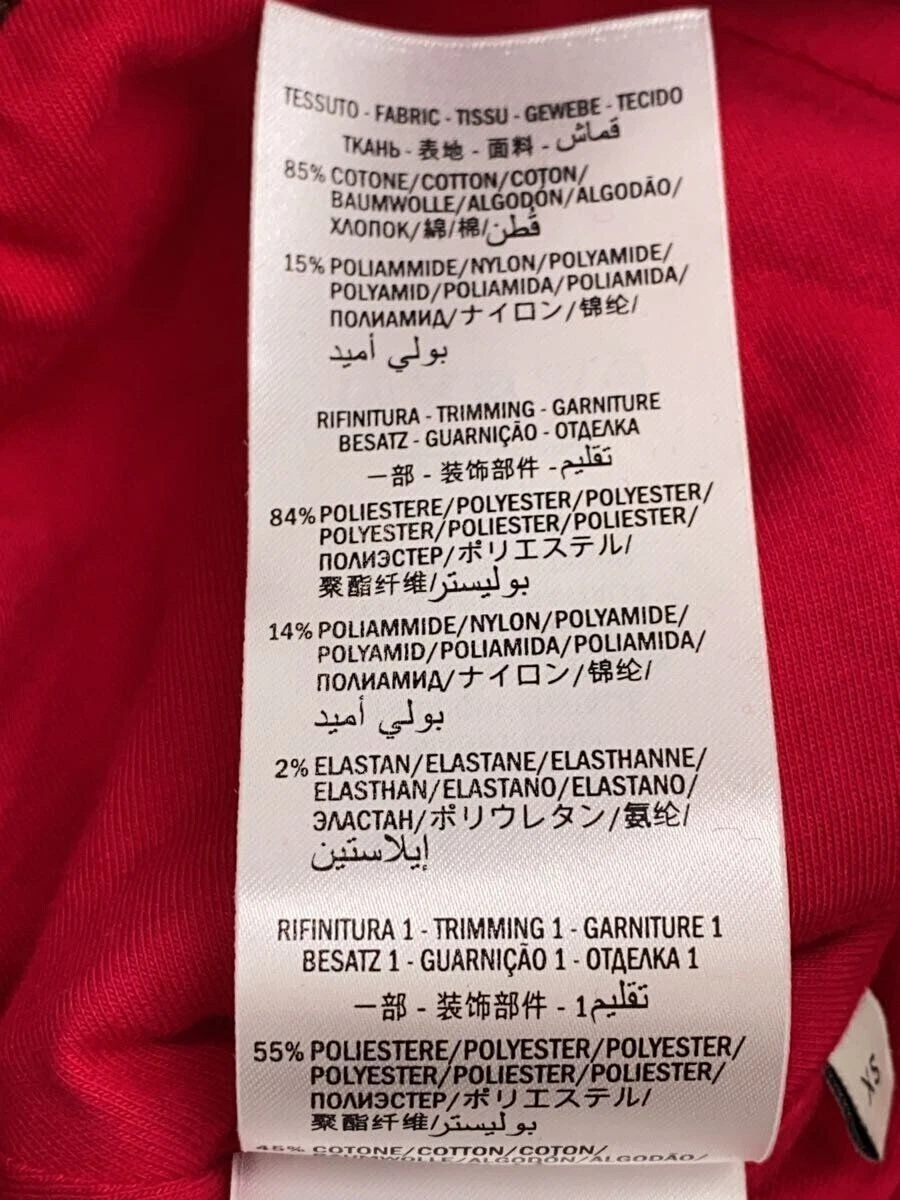 TESSUTO - FABRIC - TISSU - GEWEBE - TECIDO
ТКАНЬ - 表地 - 面料 - قماش
85% COTONE/COTTON/COTON/
BAUMWOLLE/ALGODÓN/ALGODÃO/
ХЛОПОК/綿/棉/قُطن
15% POLIAMMIDE/NYLON/POLYAMIDE/
POLYAMID/POLIAMIDA/POLIAMIDA/
ПОЛИАМИД/ナイロン/锦纶/
بولي أميد
RIFINITURA - TRIMMING - GARNITURE
BESATZ - GUARNIÇÃO - ОТДЕЛКА
一部 - 装饰部件 - تقليم
84% POLIESTERE/POLYESTER/POLYESTER/
POLYESTER/POLIESTER/POLIESTER/
ПОЛИЭСТЕР/ポリエステル/
聚酯纤维/بوليستر
14% POLIAMMIDE/NYLON/POLYAMIDE/
POLYAMID/POLIAMIDA/POLIAMIDA/
ПОЛИАМИД/ナイロン/锦纶/
بولي أميد
2% ELASTAN/ELASTANE/ELASTHANNE/
ELASTHAN/ELASTANO/ELASTANO/
ЭЛАСТАН/ポリウレタン/氨纶/
إيلاستين
RIFINITURA 1 - TRIMMING 1 - GARNITURE 1
BESATZ 1 - GUARNIÇÃO 1 - ОТДЕЛКА 1
一部 - 装饰部件 - 1تقليم
55% POLIESTERE/POLYESTER/POLYESTER/
POLYESTER/POLIESTER/POLIESTER/
ПОЛИЭСТЕР/ポリエステル/
聚酯纤维/بوليستر
45% COTONE/COTTON/COTON/
BAUMWOLLE/ALGODON/ALGODÃO/
XS